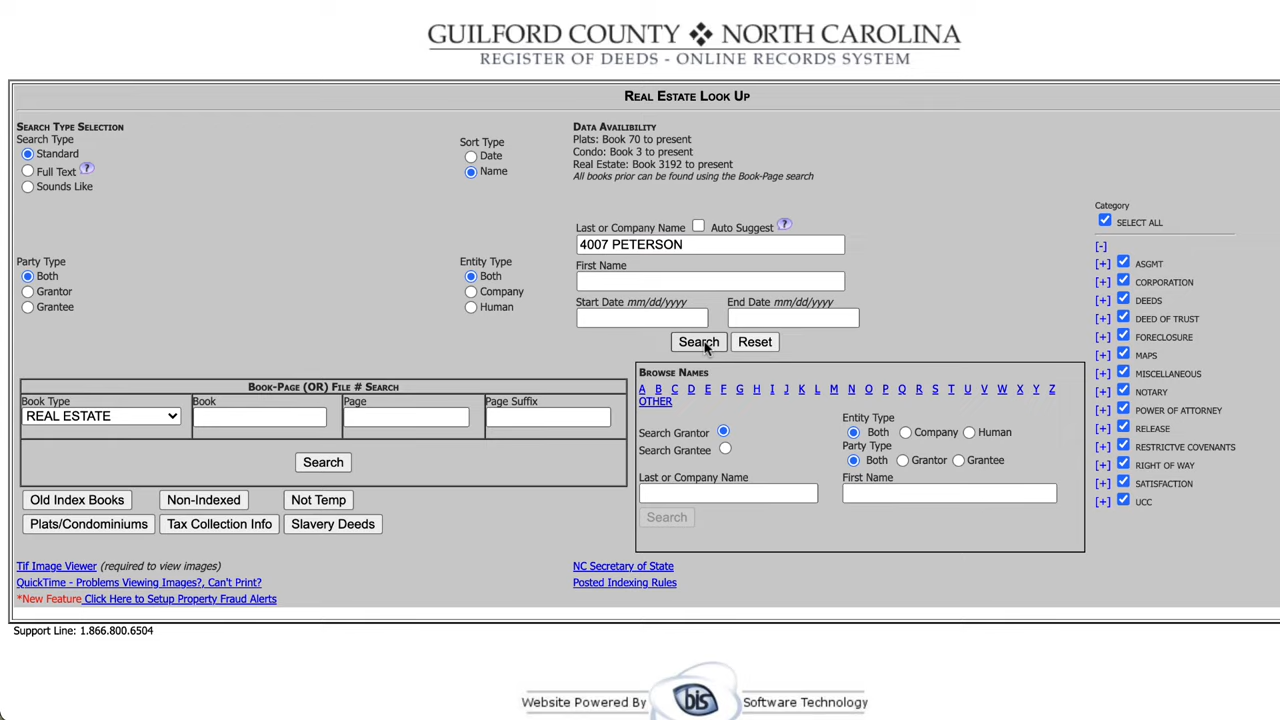 GUILFORD COUNTY ❖ NORTH CAROLINA
REGISTER OF DEEDS - ONLINE RECORDS SYSTEM
REAL ESTATE LOOK UP
SEARCH TYPE SELECTION
Search Type
Standard
Full Text ?
Sounds Like
Sort Type
Date
Name
DATA AVAILIBILITY
Plats: Book 70 to present
Condo: Book 3 to present
Real Estate: Book 3192 to present
All books prior can be found using the Book-Page search
Last or Company Name Auto Suggest ?
4007 PETERSON
First Name
Party Type
Both
Grantor
Grantee
Entity Type
Both
Company
Human
Start Date mm/dd/yyyy End Date mm/dd/yyyy
Search Reset
Category
SELECT ALL
[-]
[+] ASGMT
[+] CORPORATION
[+] DEEDS
[+] DEED OF TRUST
[+] FORECLOSURE
[+] MAPS
[+] MISCELLANEOUS
[+] NOTARY
[+] POWER OF ATTORNEY
[+] RELEASE
[+] RESTRICTVE COVENANTS
[+] RIGHT OF WAY
[+] SATISFACTION
[+] UCC
BOOK-PAGE (OR) FILE # SEARCH
Book Type Book Page Page Suffix
REAL ESTATE
Search
BROWSE NAMES
A B C D E F G H I J K L M N O P Q R S T U V W X Y Z
OTHER
Search Grantor
Search Grantee
Entity Type
Both Company Human
Party Type
Both Grantor Grantee
Last or Company Name First Name
Search
Old Index Books Non-Indexed Not Temp
Plats/Condominiums Tax Collection Info Slavery Deeds
Tif Image Viewer (required to view images)
QuickTime - Problems Viewing Images?, Can't Print?
*New Feature Click Here to Setup Property Fraud Alerts
NC Secretary of State
Posted Indexing Rules
Support Line: 1.866.800.6504
Website Powered By bis Software Technology